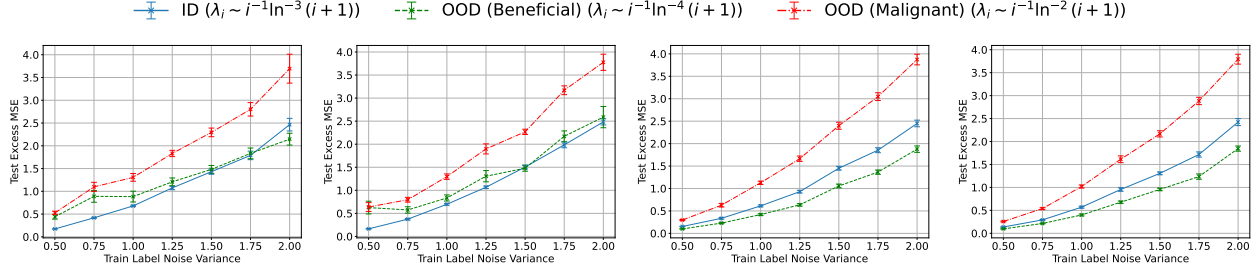 ID (λ_i ~ i⁻¹ln⁻³(i + 1)) OOD (Beneficial) (λ_i ~ i⁻¹ln⁻⁴(i + 1)) OOD (Malignant) (λ_i ~ i⁻¹ln⁻²(i + 1))
Test Excess MSE
4.0
3.5
3.0
2.5
2.0
1.5
1.0
0.5
0.0
0.50 0.75 1.00 1.25 1.50 1.75 2.00
Train Label Noise Variance
Test Excess MSE
4.0
3.5
3.0
2.5
2.0
1.5
1.0
0.5
0.0
0.50 0.75 1.00 1.25 1.50 1.75 2.00
Train Label Noise Variance
Test Excess MSE
4.0
3.5
3.0
2.5
2.0
1.5
1.0
0.5
0.0
0.50 0.75 1.00 1.25 1.50 1.75 2.00
Train Label Noise Variance
Test Excess MSE
4.0
3.5
3.0
2.5
2.0
1.5
1.0
0.5
0.0
0.50 0.75 1.00 1.25 1.50 1.75 2.00
Train Label Noise Variance